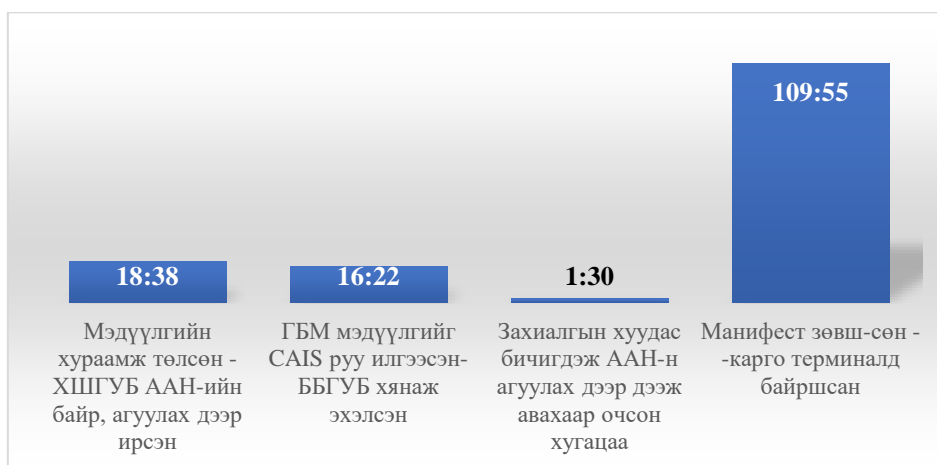 109:55
18:38
16:22
1:30
Мэдүүлгийн
хураамж төлсөн -
ХШГУБ ААН-ийн
байр, агуулах дээр
ирсэн
ГБМ мэдүүлгийг
CAIS руу илгээсэн-
ББГУБ хянаж
эхэлсэн
Захиалгын хуудас
бичигдэж ААН-н
агуулах дээр дээж
авахаар очсон
хугацаа
Манифест зөвш-сөн -
-карго терминалд
байршсан